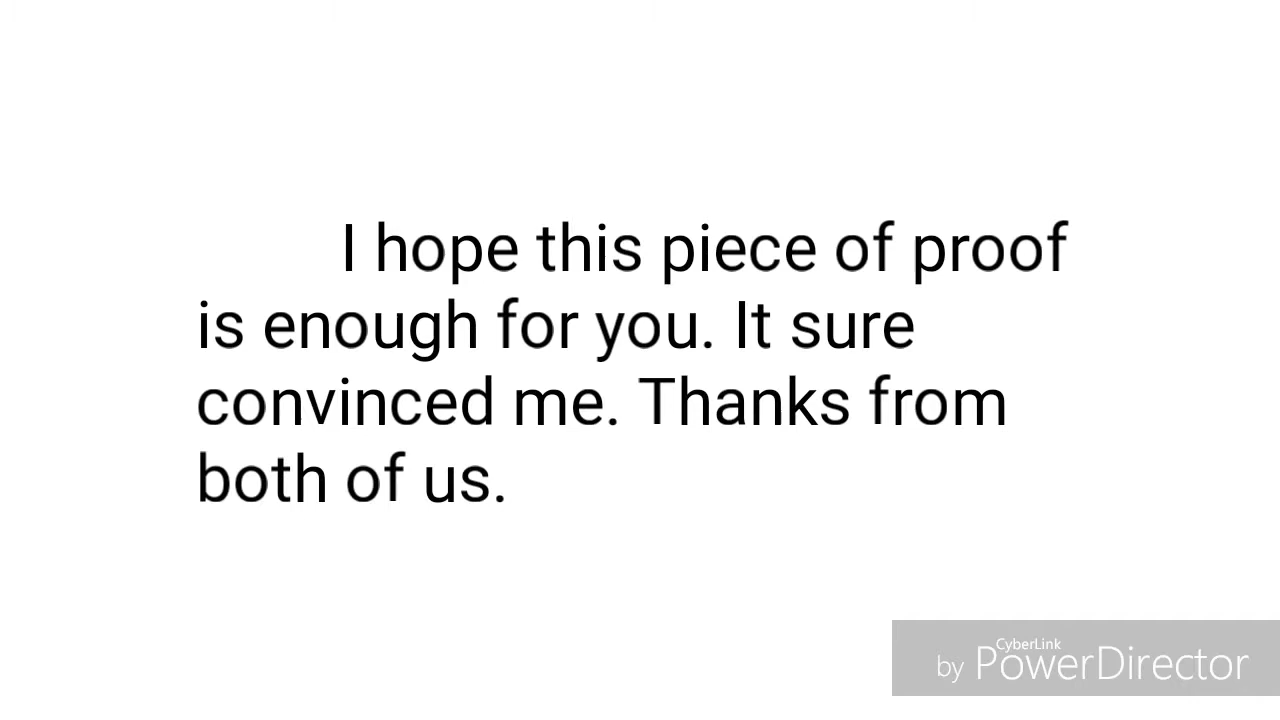 I hope this piece of proof
is enough for you. It sure
convinced me. Thanks from
both of us.
CyberLink
by PowerDirector